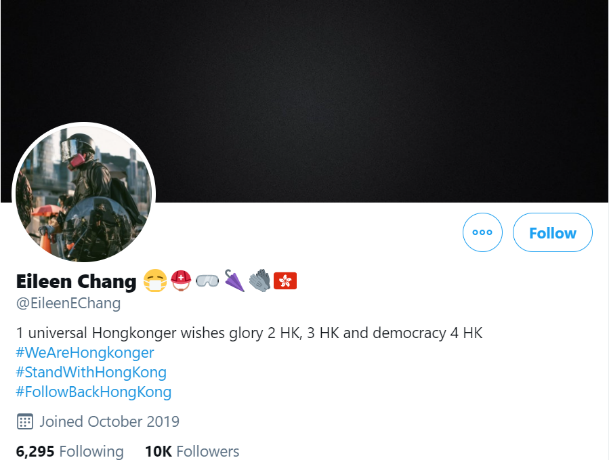 Follow
Eileen Chang 😷⛑️🥽🌂🧤🇭🇰
@EileenEChang
1 universal Hongkonger wishes glory 2 HK, 3 HK and democracy 4 HK
#WeAreHongkonger
#StandWithHongKong
#FollowBackHongKong
Joined October 2019
6,295 Following 10K Followers